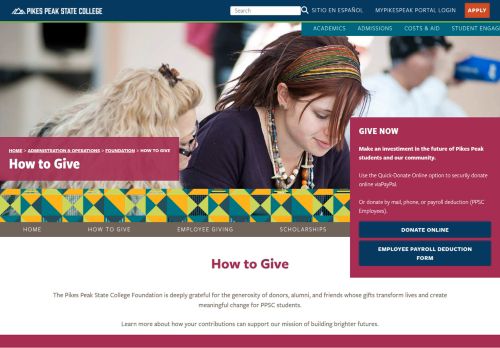 PIKES PEAK STATE COLLEGE
Search
SITIO EN ESPAÑOL
MYPIKESPEAK PORTAL LOGIN
APPLY
ACADEMICS
ADMISSIONS
COSTS & AID
STUDENT ENGAG
HOME > ADMINISTRATION & OPERATIONS > FOUNDATION > HOW TO GIVE
How to Give
GIVE NOW
Make an investment in the future of Pikes Peak
students and our community.
Use the Quick-Donate Online option to securely donate
online viaPayPal.
Or donate by mail, phone, or payroll deduction (PPSC
Employees).
DONATE ONLINE
EMPLOYEE PAYROLL DEDUCTION
FORM
HOME
HOW TO GIVE
EMPLOYEE GIVING
SCHOLARSHIPS
How to Give
The Pikes Peak State College Foundation is deeply grateful for the generosity of donors, alumni, and friends whose gifts transform lives and create
meaningful change for PPSC students.
Learn more about how your contributions can support our mission of building brighter futures.